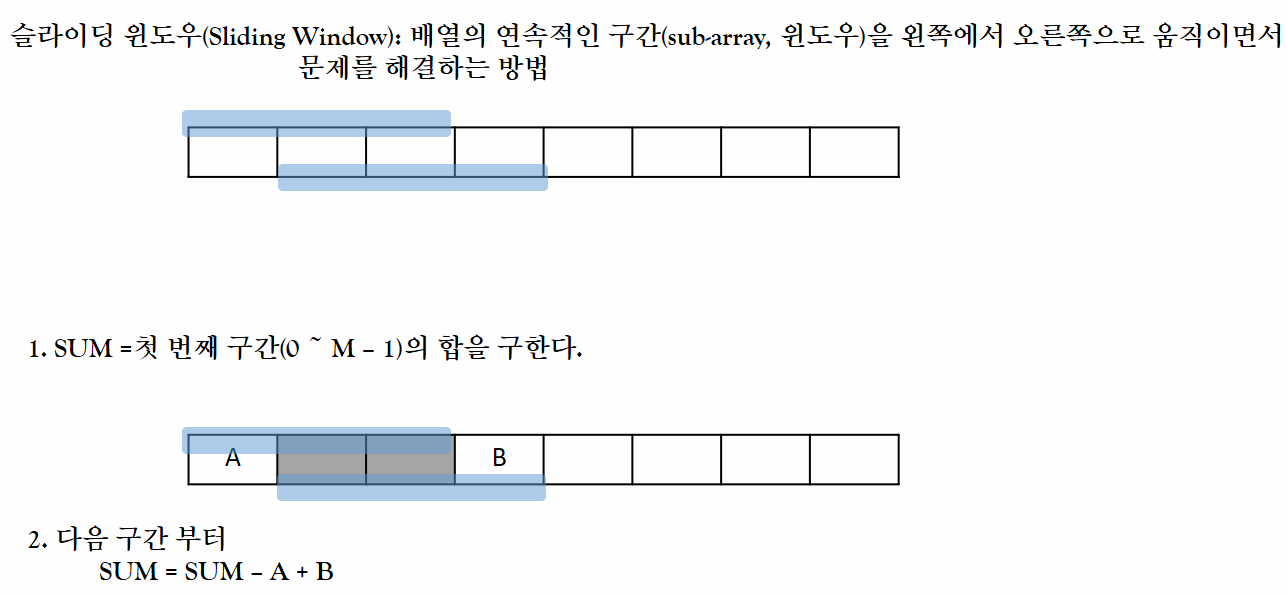 슬라이딩 윈도우(Sliding Window): 배열의 연속적인 구간(sub-array, 윈도우)을 왼쪽에서 오른쪽으로 움직이면서
문제를 해결하는 방법
1. SUM =첫 번째 구간(0 ~ M – 1)의 합을 구한다.
A B
2. 다음 구간 부터
SUM = SUM – A + B